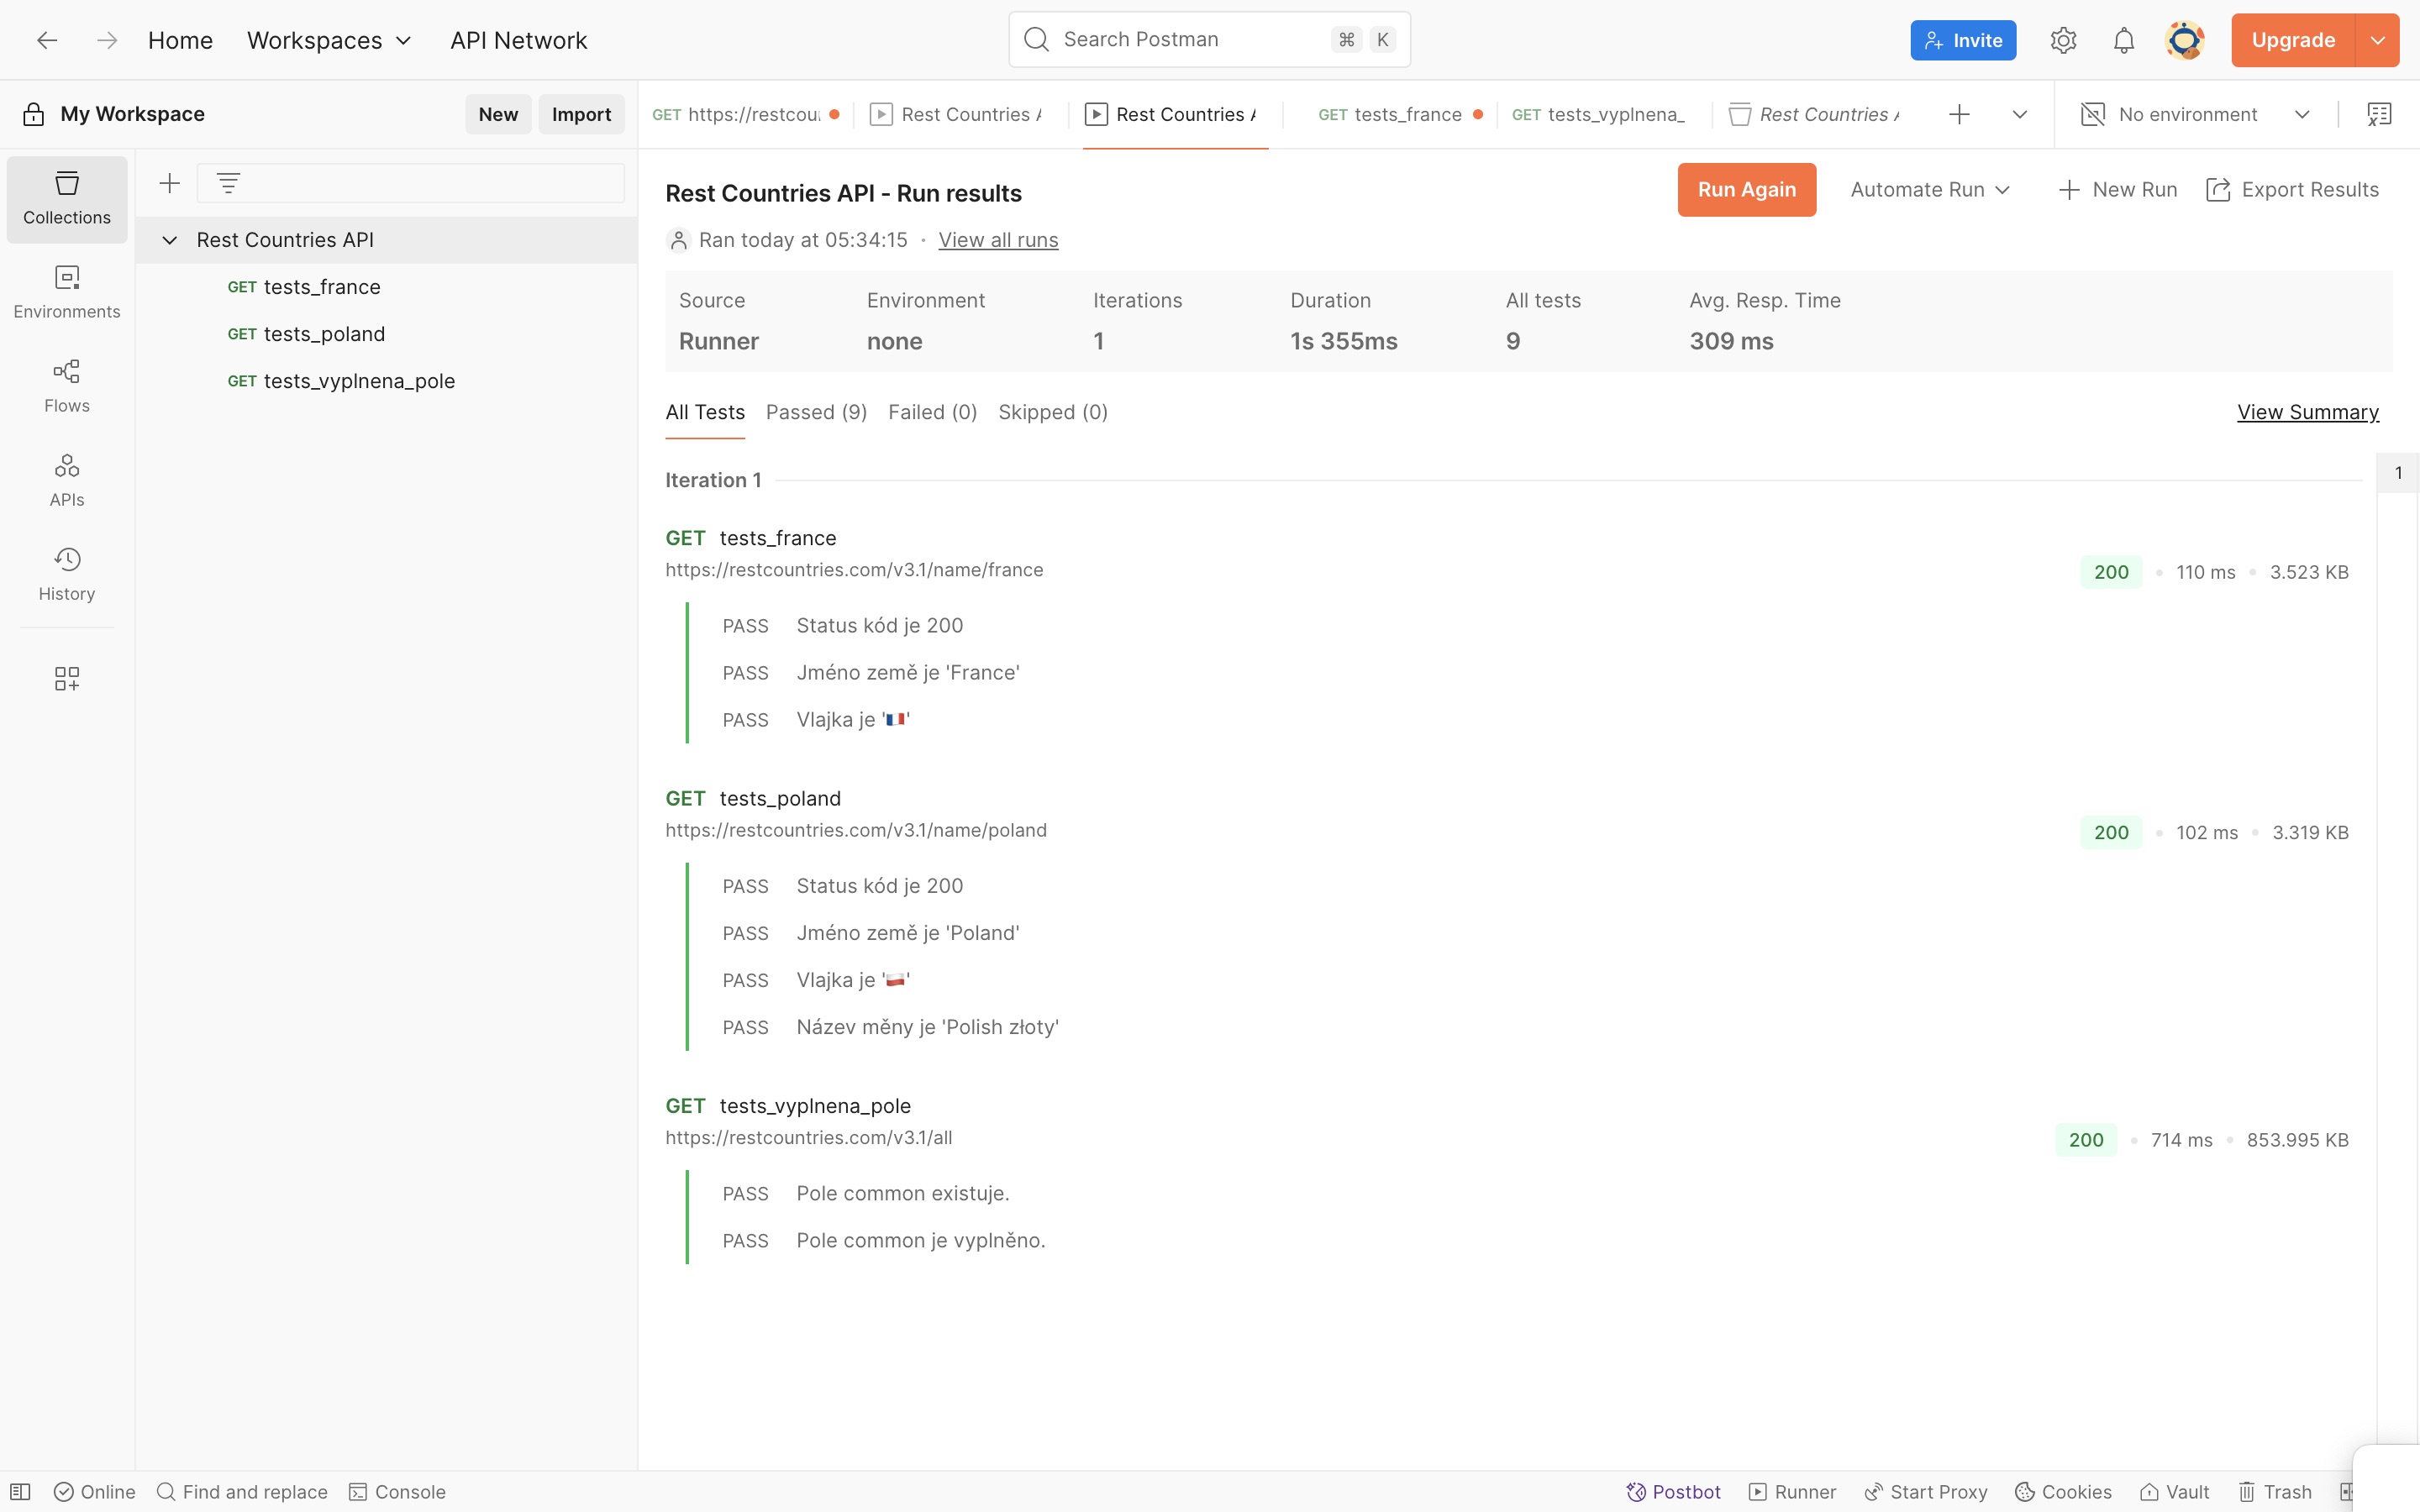 Home Workspaces API Network Search Postman ⌘ K Invite Upgrade
My Workspace New Import GET https://restcou Rest Countries Rest Countries GET tests_france GET tests_vyplnena_ Rest Countries No environment
Collections
Environments
Flows
APIs
History
Rest Countries API
GET tests_france
GET tests_poland
GET tests_vyplnena_pole
Rest Countries API - Run results
Run Again Automate Run New Run Export Results
Ran today at 05:34:15 · View all runs
Source Environment Iterations Duration All tests Avg. Resp. Time
Runner none 1 1s 355ms 9 309 ms
All Tests Passed (9) Failed (0) Skipped (0) View Summary
Iteration 1
1
GET tests_france
https://restcountries.com/v3.1/name/france
200 • 110 ms • 3.523 KB
PASS Status kód je 200
PASS Jméno země je 'France'
PASS Vlajka je '🇫🇷'
GET tests_poland
https://restcountries.com/v3.1/name/poland
200 • 102 ms • 3.319 KB
PASS Status kód je 200
PASS Jméno země je 'Poland'
PASS Vlajka je '🇵🇱'
PASS Název měny je 'Polish złoty'
GET tests_vyplnena_pole
https://restcountries.com/v3.1/all
200 • 714 ms • 853.995 KB
PASS Pole common existuje.
PASS Pole common je vyplněno.
Online Find and replace Console Postbot Runner Start Proxy Cookies Vault Trash